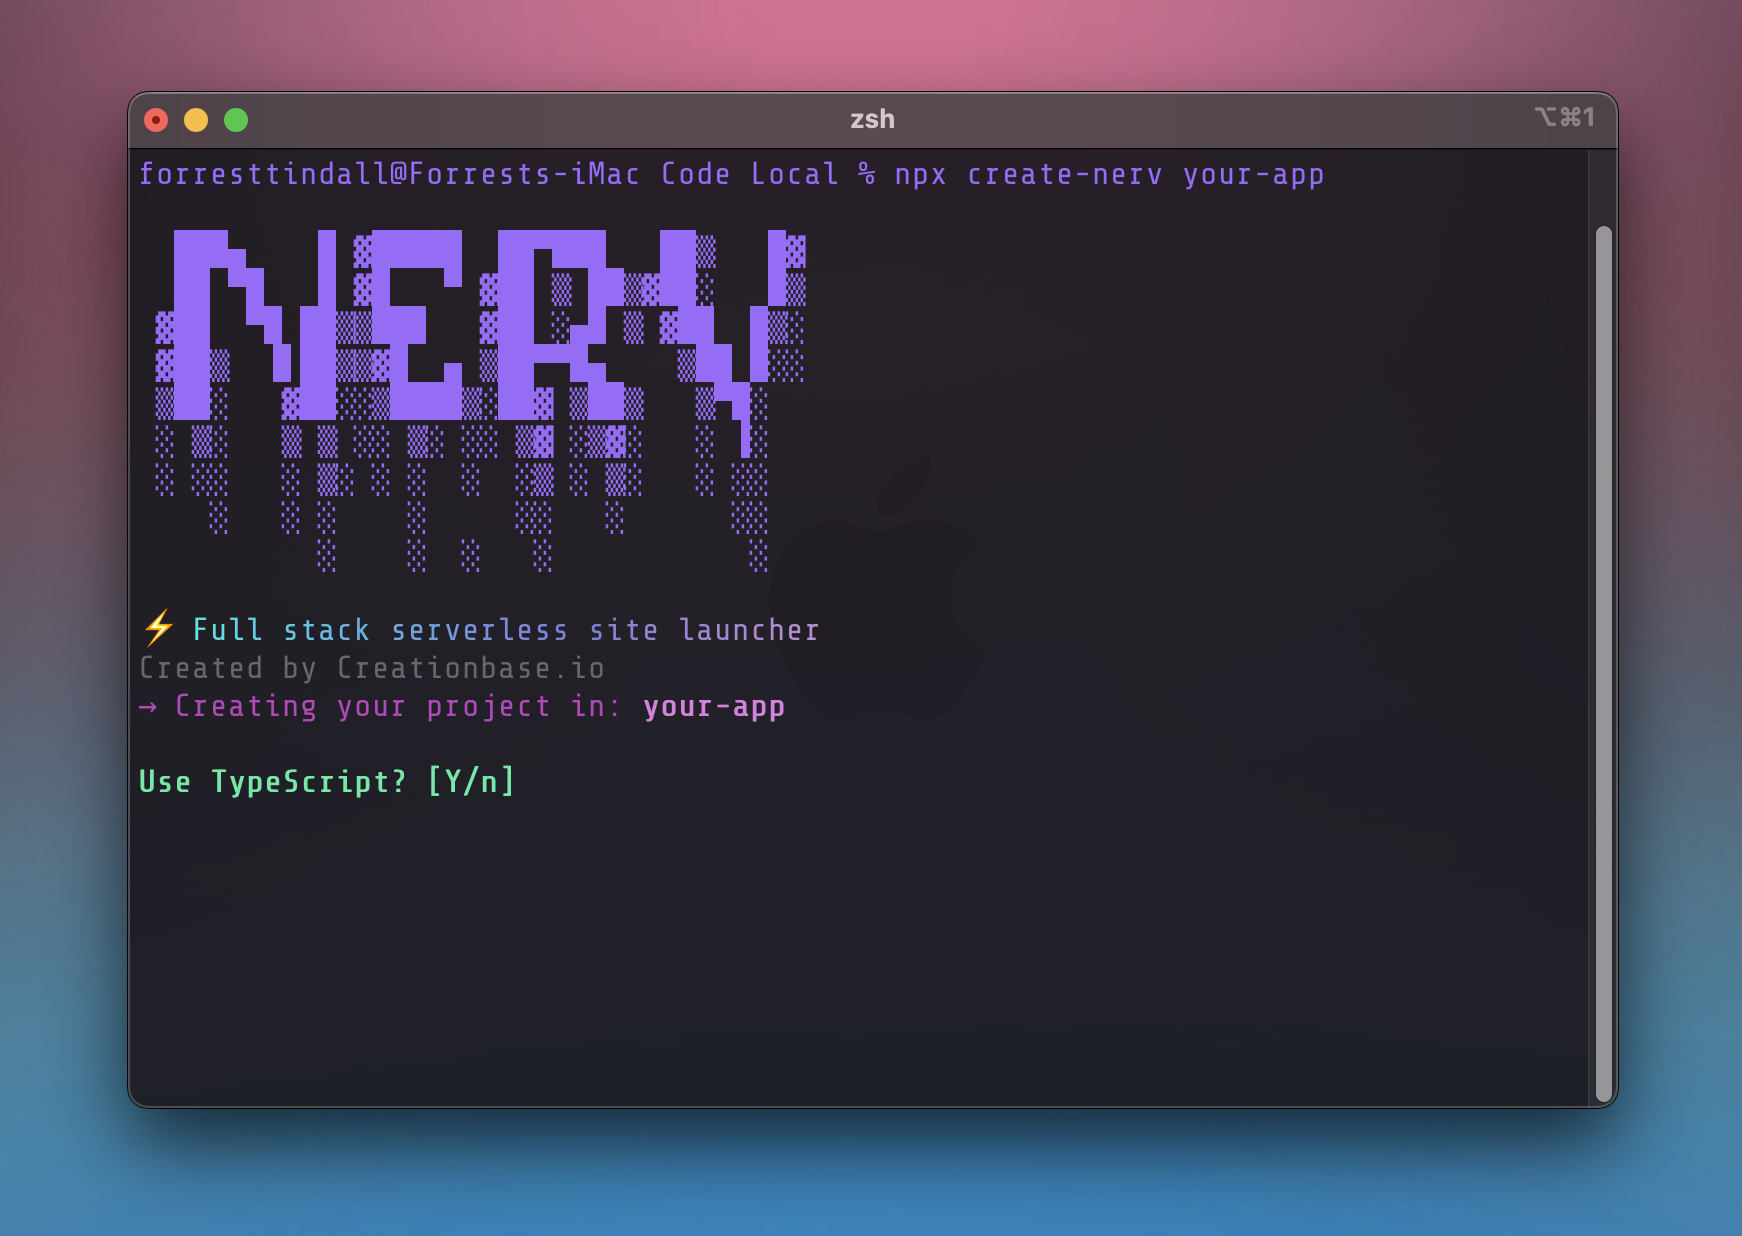 zsh
⌥⌘1
forresttindall@Forrests-iMac Code Local % npx create-nerv your-app
NERV
⚡ Full stack serverless site launcher
Created by Creationbase.io
→ Creating your project in: your-app
Use TypeScript? [Y/n]